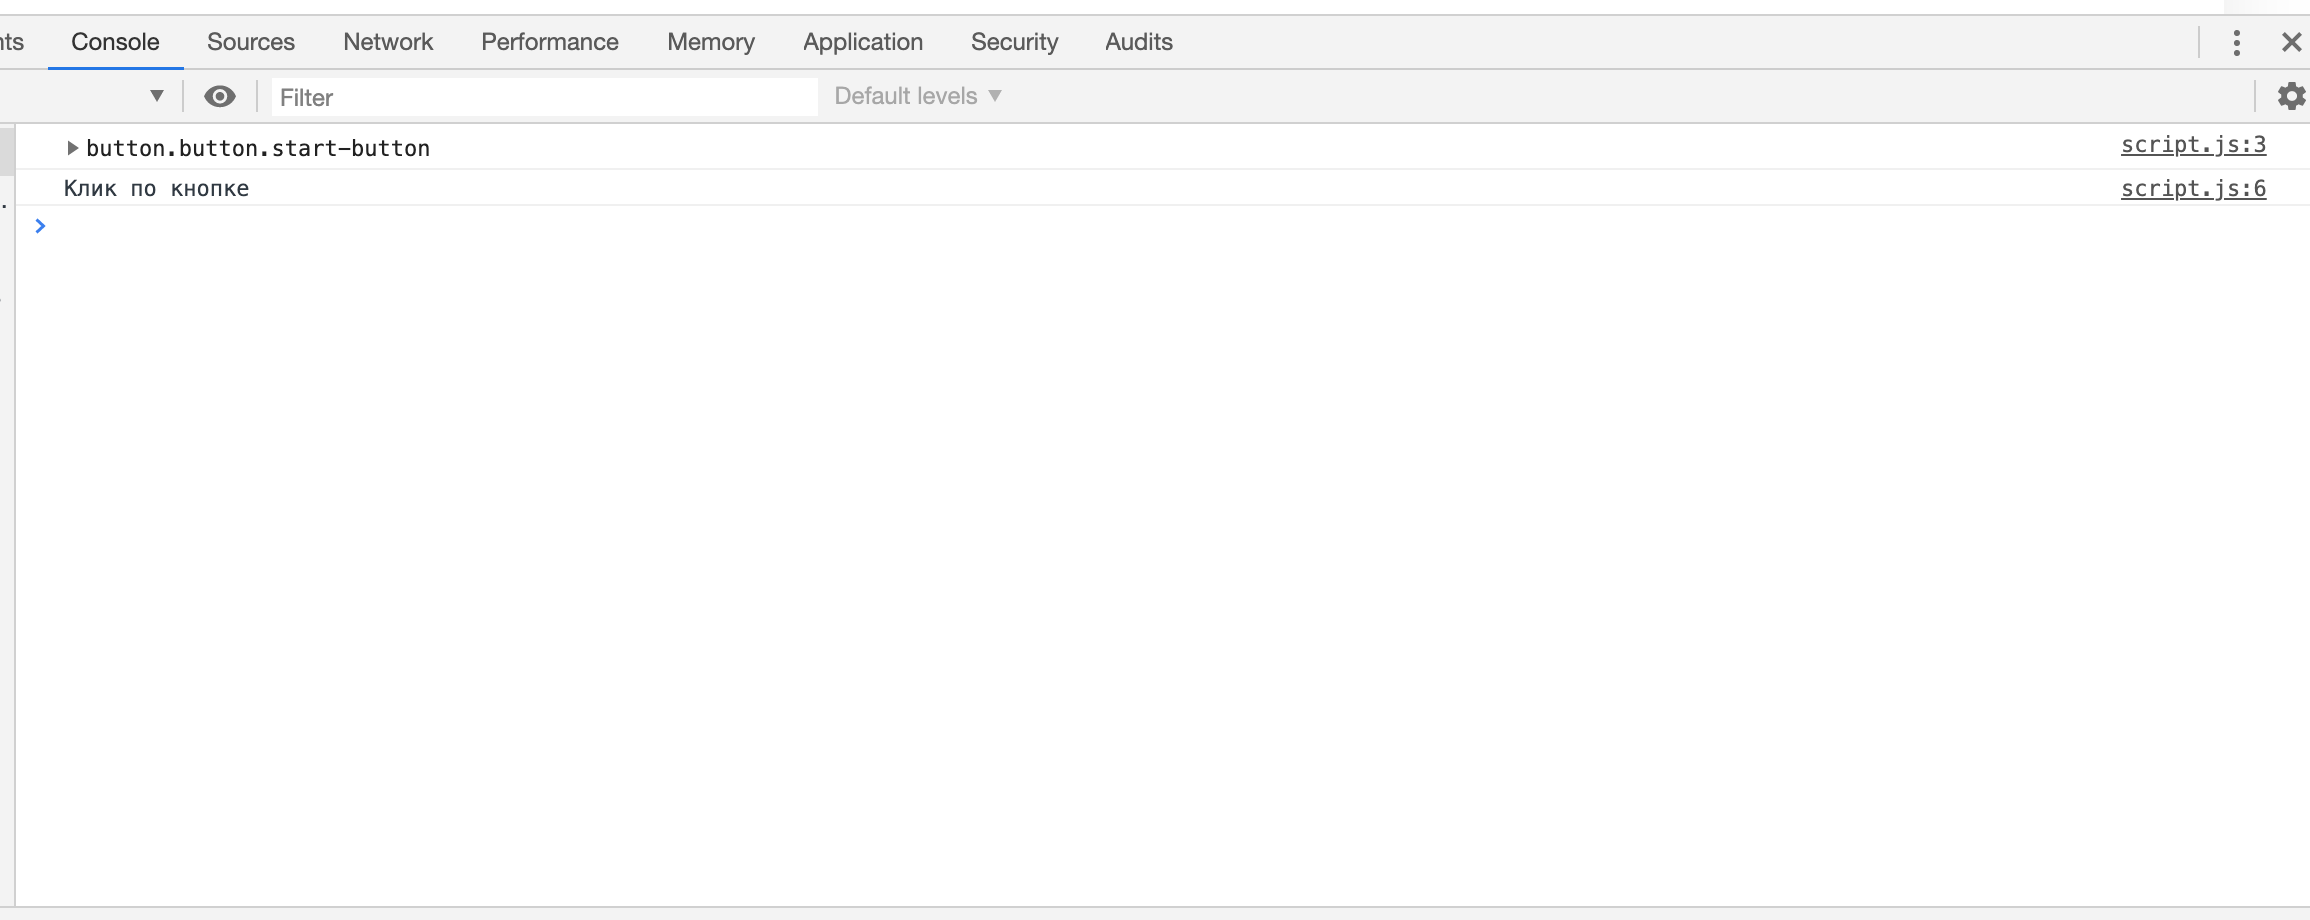 Console Sources Network Performance Memory Application Security Audits
Filter Default levels
button.button.start-button script.js:3
Клик по кнопке script.js:6